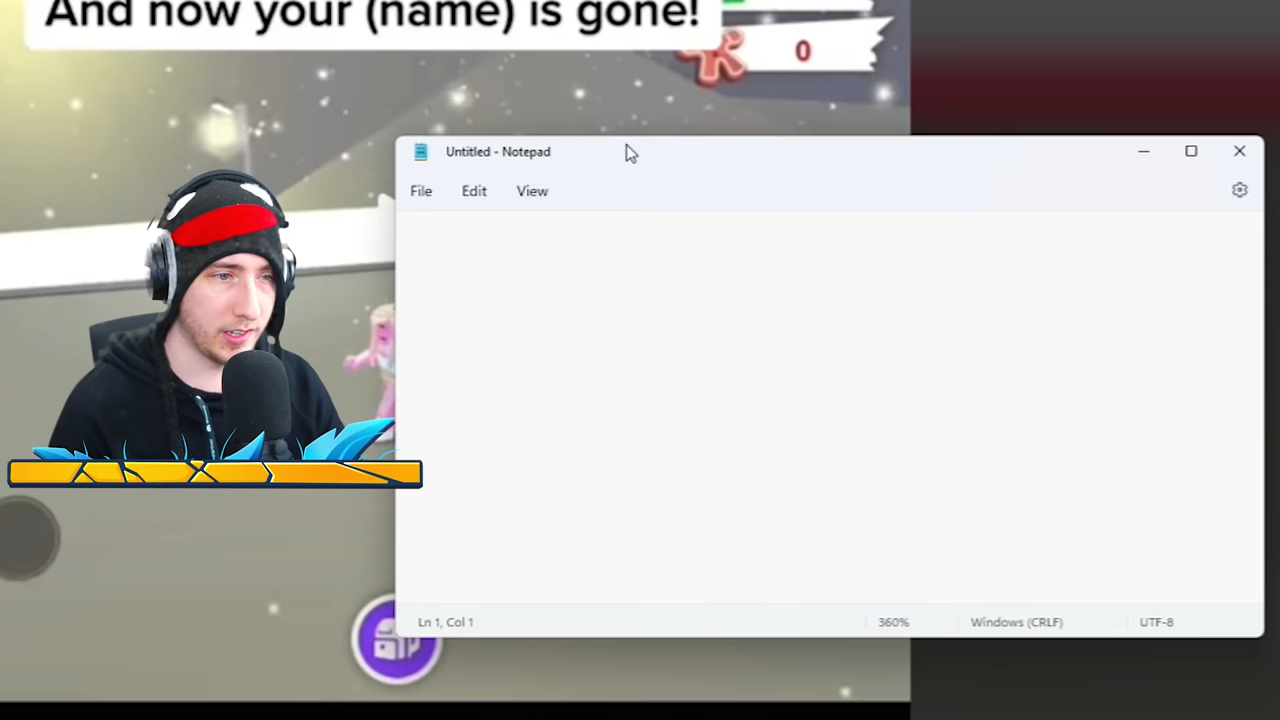 And now your (name) is gone!
0
Untitled - Notepad
File Edit View
Ln 1, Col 1 360% Windows (CRLF) UTF-8